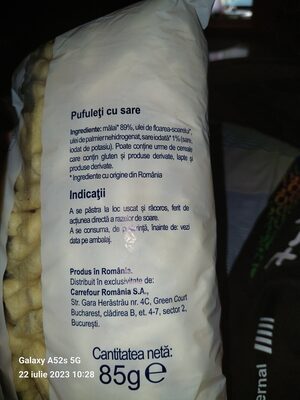 Pufuleți cu sare
Ingrediente: mălai* 89%, ulei de floarea-soarelui*,
ulei de palmier nehidrogenat, sare iodată* 1% (sare,
iodat de potasiu). Poate conține urme de cereale
care conțin gluten și produse derivate, lapte și
produse derivate.
* Ingrediente cu origine din România
Indicații
A se păstra la loc uscat și răcoros, ferit de
acțiunea directă a razelor de soare.
A se consuma, de preferință, înainte de: vezi
data pe ambalaj.
Produs în România.
Distribuit în exclusivitate de:
Carrefour România S.A.,
Str. Gara Herăstrău nr. 4C, Green Court
Bucharest, clădirea B, et. 4-7, sector 2,
București.
Cantitatea netă:
85g e
Galaxy A52s 5G
22 iulie 2023 10:28